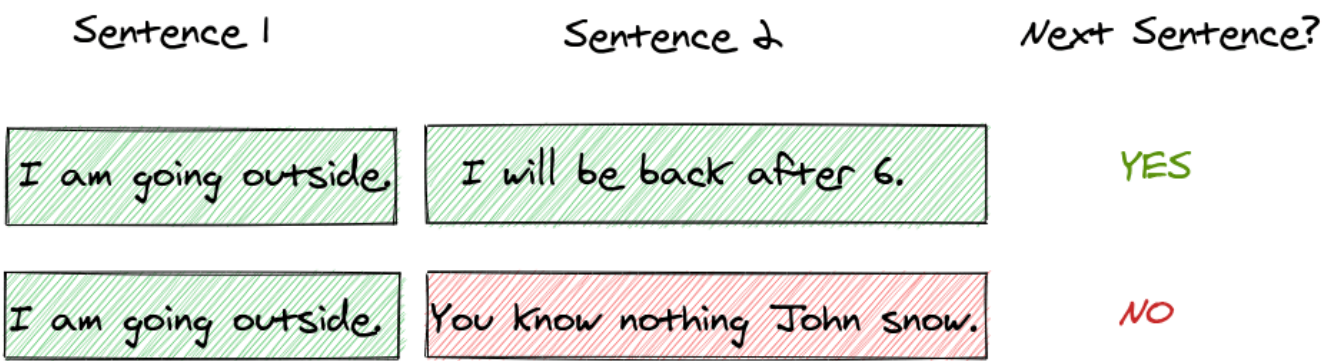 Sentence 1 Sentence 2 Next Sentence?
I am going outside. I will be back after 6. YES
I am going outside. You know nothing John snow. NO